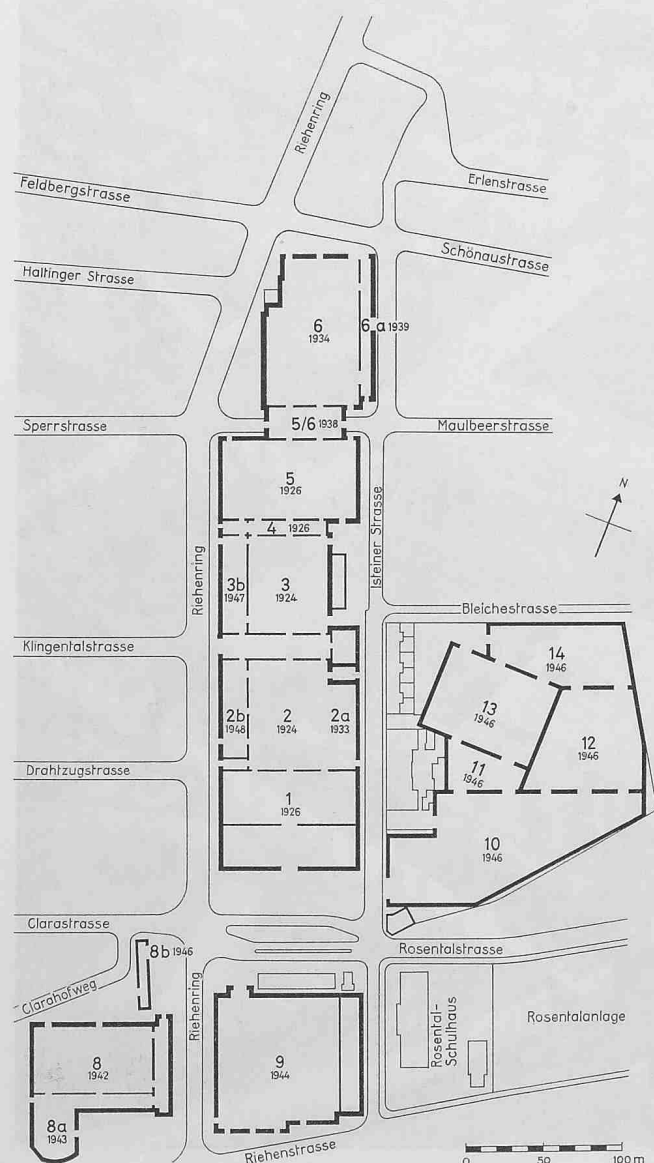 Riehenring
Feldbergstrasse
Erlenstrasse
Schönaustrasse
Haltinger Strasse
6
1934
6a 1939
Sperrstrasse
5/6 1938
Maulbeerstrasse
5
1926
4 1926
N
Isteiner Strasse
Riehenring
3b
1947
3
1924
Bleichestrasse
Klingentalstrasse
14
1946
13
1946
2b
1948
2
1924
2a
1933
12
1946
Drahtzugstrasse
11
1946
1
1926
10
1946
Clarastrasse
8b 1946
Rosentalstrasse
Clarahofweg
Riehenring
Rosental-
Schulhaus
Rosentalanlage
8
1942
9
1944
8a
1943
Riehenstrasse
0 50 100 m